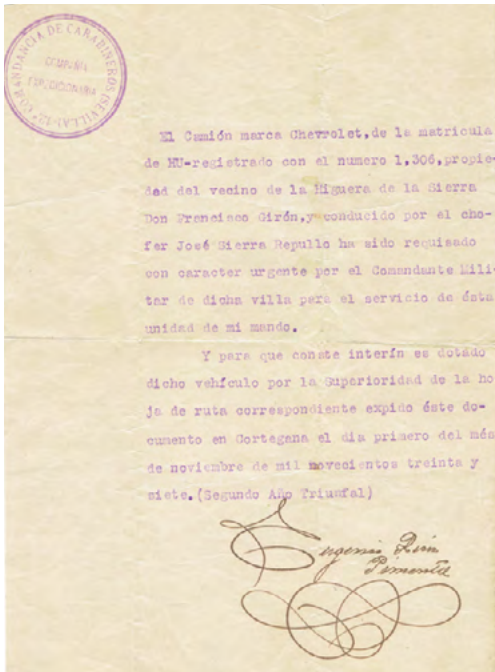 12ª COMANDANCIA DE CARABINEROS (SEVILLA)
COMPAÑIA
EXPEDICIONARIA
El Camión marca Chevrolet, de la matricula
de HU-registrado con el numero 1,306, propie-
dad del vecino de la Higuera de la Sierra
Don Francisco Girón, y conducido por el cho-
fer José Sierra Repullo ha sido requisado
con caracter urgente por el Comandante Mili-
tar de dicha villa para el servicio de ésta
unidad de mi mando.
Y para que conste interín es dotado
dicho vehículo por la Superioridad de la ho
ja de ruta correspondiente expido éste do-
cumento en Cortegana el dia primero del més
de noviembre de mil novecientos treinta y
siete. (Segundo Año Triunfal)
Eugenio
Pimenta